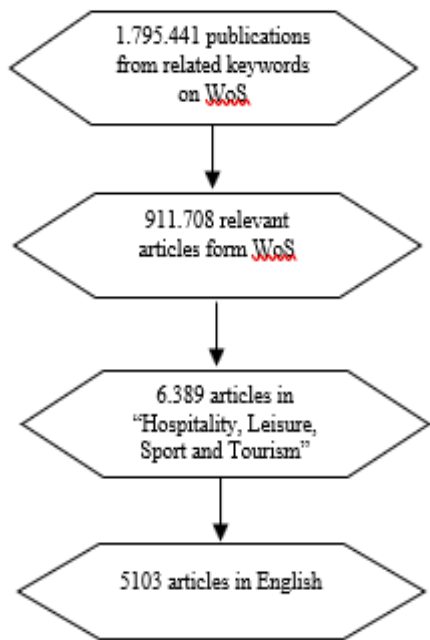 1.795.441 publications
from related keywords
on WoS
911.708 relevant
articles form WoS
6.389 articles in
“Hospitality, Leisure,
Sport and Tourism”
5103 articles in English